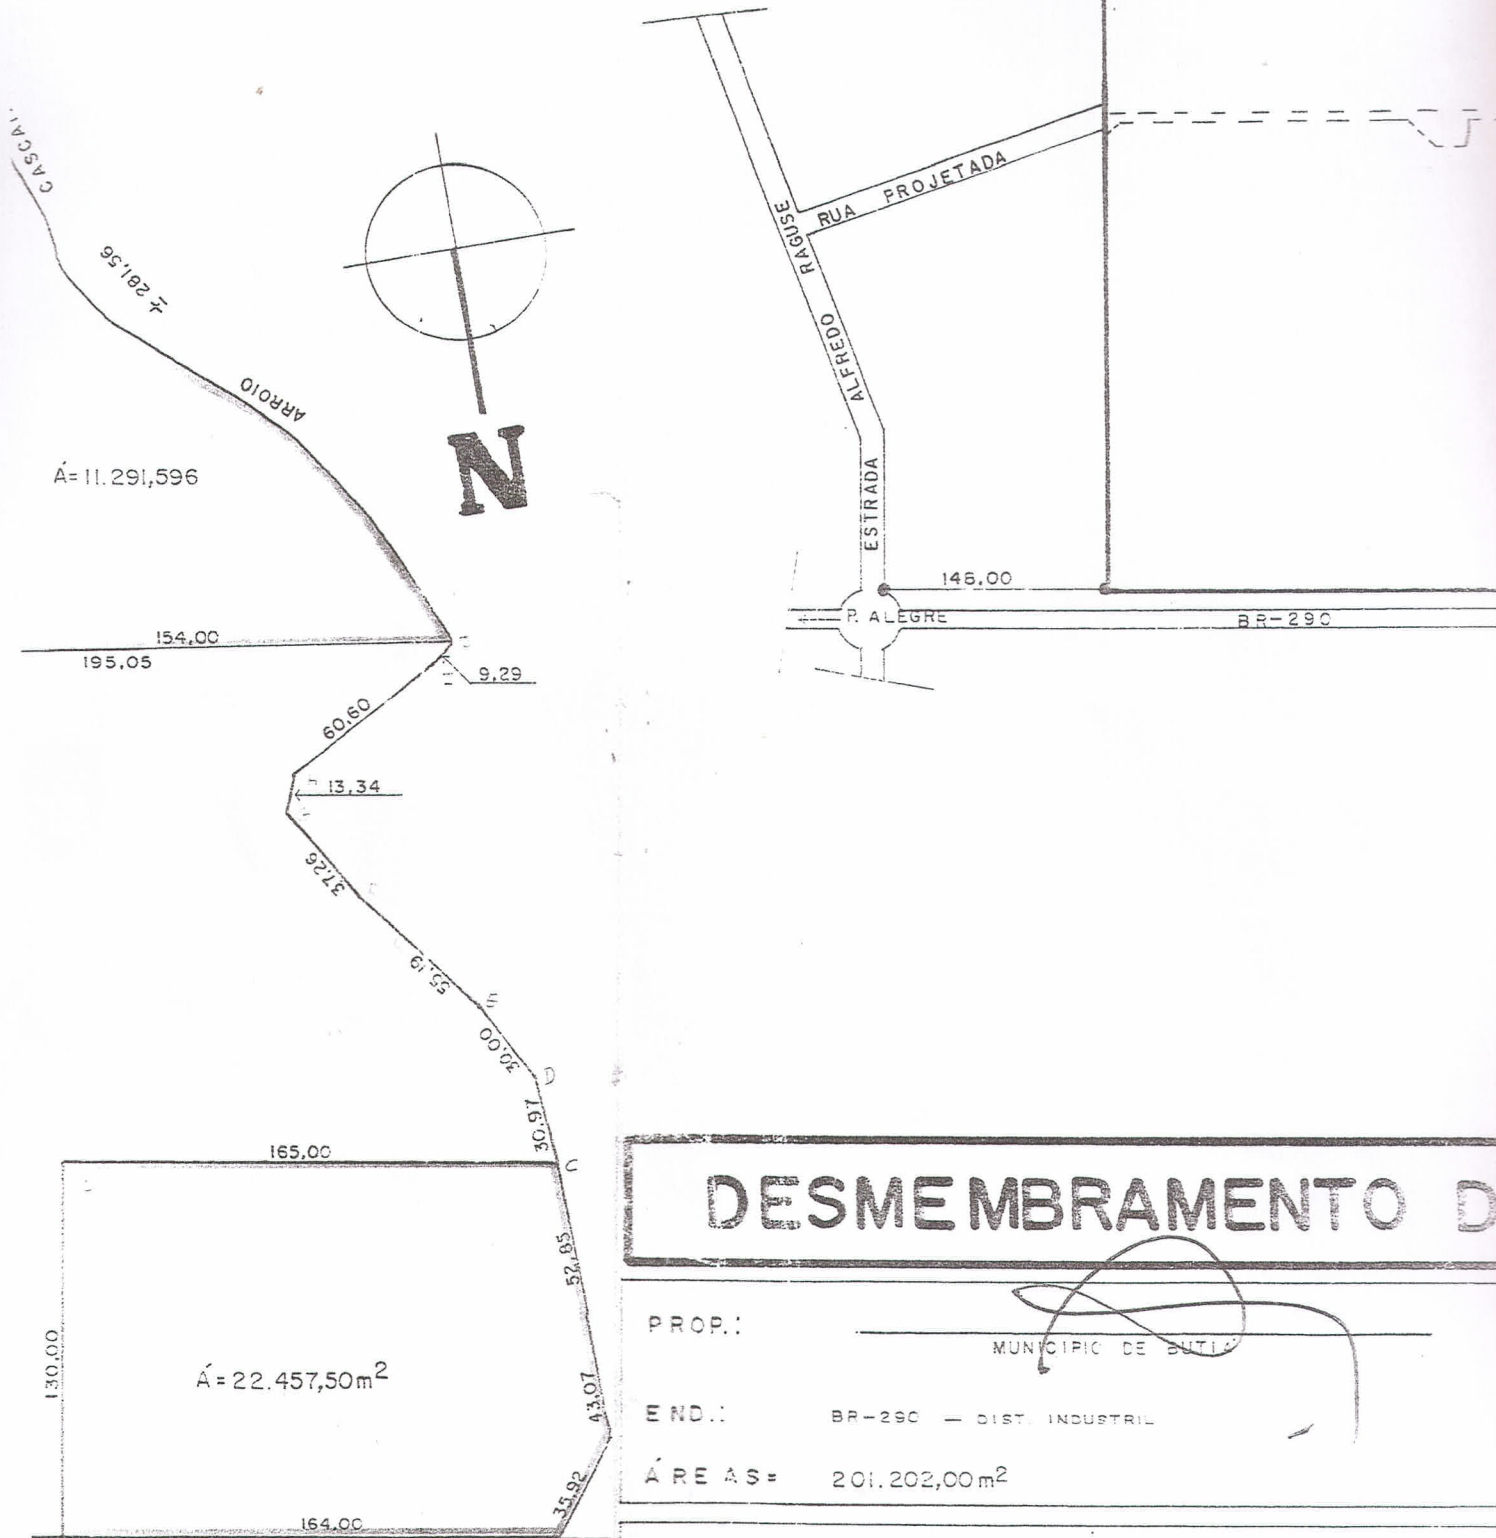 CASCA
± 281,56
ARROIO
Á= 11.291,596
N
154,00
195,05
9,29
60,60
13,34
37,26
55,19
E
30,00
D
30,97
165,00
C
52,85
130,00
Á = 22.457,50m²
43,07
35,92
164,00
RUA PROJETADA
ESTRADA ALFREDO RAGUSE
146,00
P. ALEGRE
BR-290
DESMEMBRAMENTO D
PROP.:
MUNICIPIO DE BUTIÁ
END.: BR-290 — DIST. INDUSTRIL
ÁREAS= 201.202,00m²